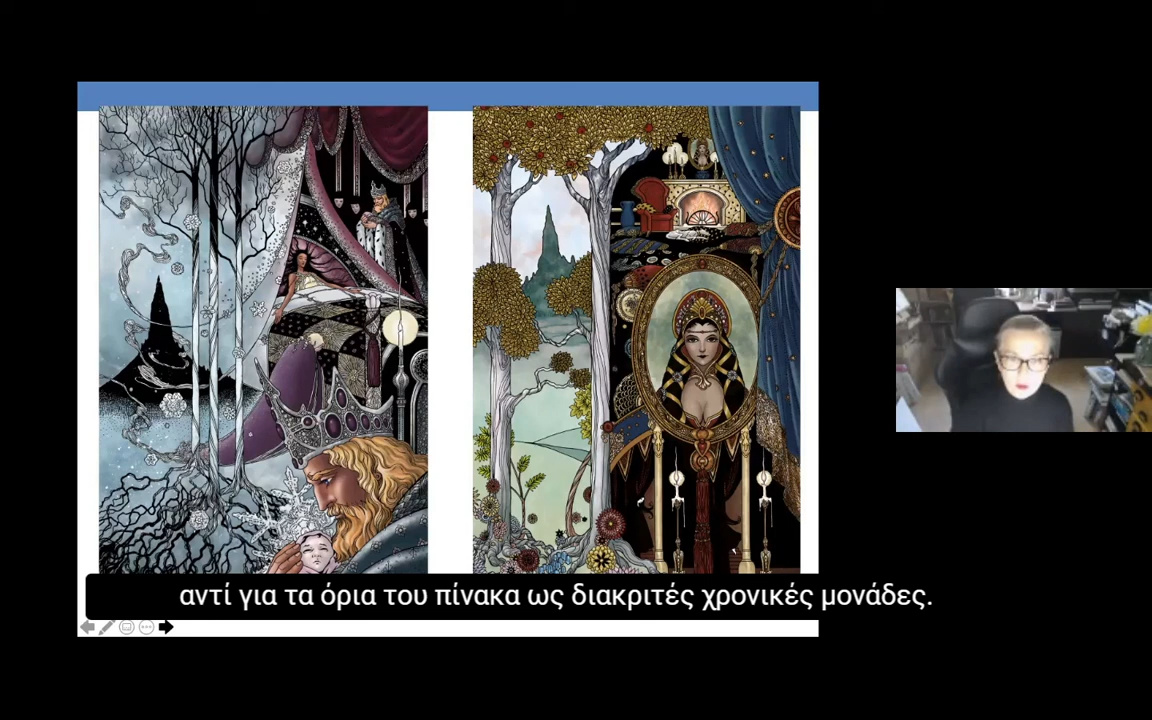 αντί για τα όρια του πίνακα ως διακριτές χρονικές μονάδες.